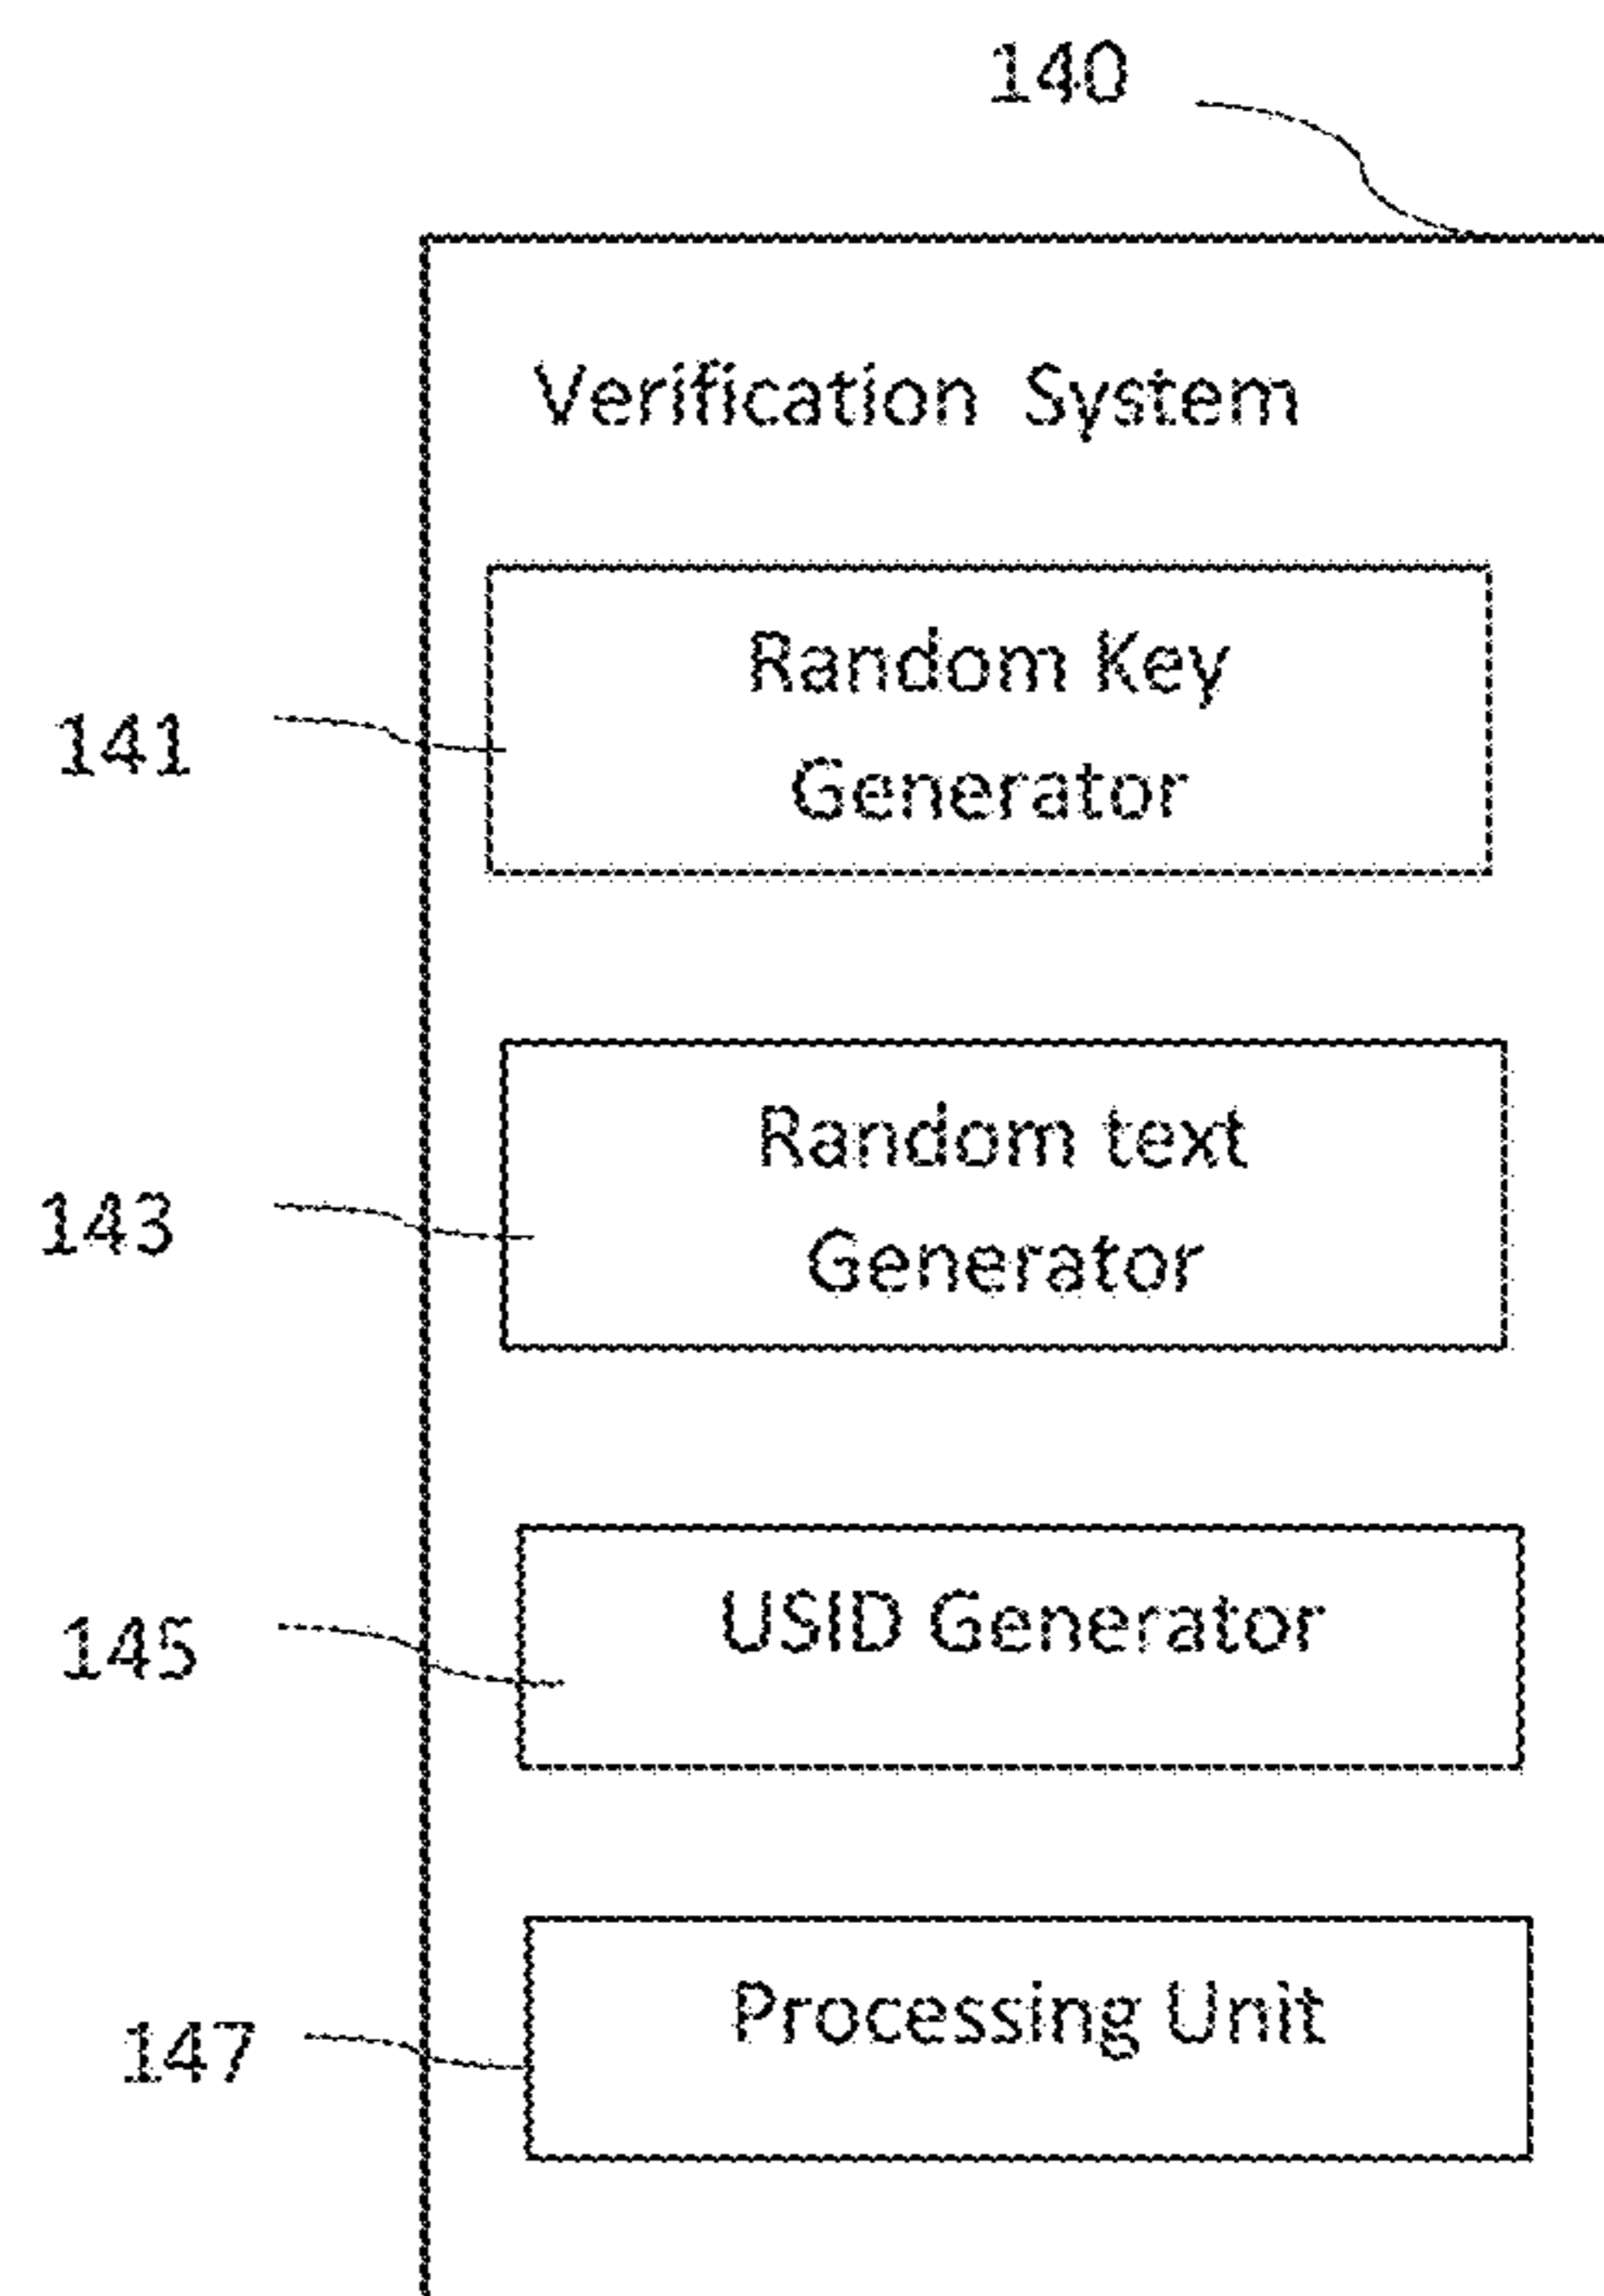 140
Verification System
Random Key
141
Generator
Random text
143
Generator
USID Generator
145
Processing Unit
147